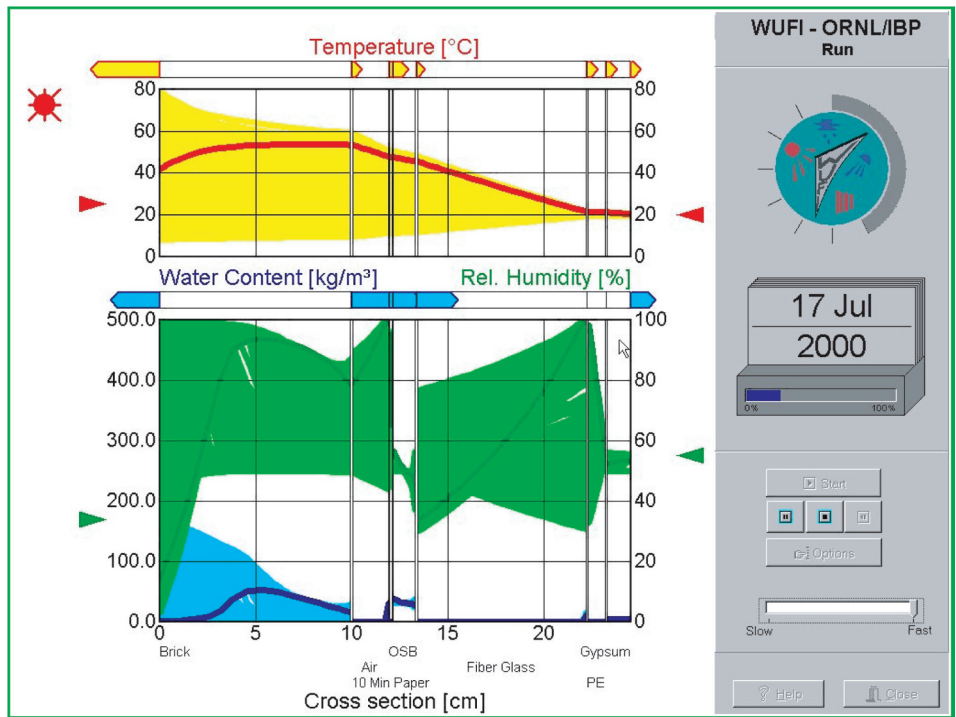 Temperature [°C]
80 80
60 60
40 40
20 20
0 0
Water Content [kg/m³] Rel. Humidity [%]
500.0 100
400.0 80
300.0 60
200.0 40
100.0 20
0.0 0
0 5 10 15 20
Brick OSB Gypsum
Air Fiber Glass
10 Min Paper PE
Cross section [cm]
WUFI - ORNL/IBP
Run
17 Jul
2000
0% 100%
Start
Options
Slow Fast
? Help Close